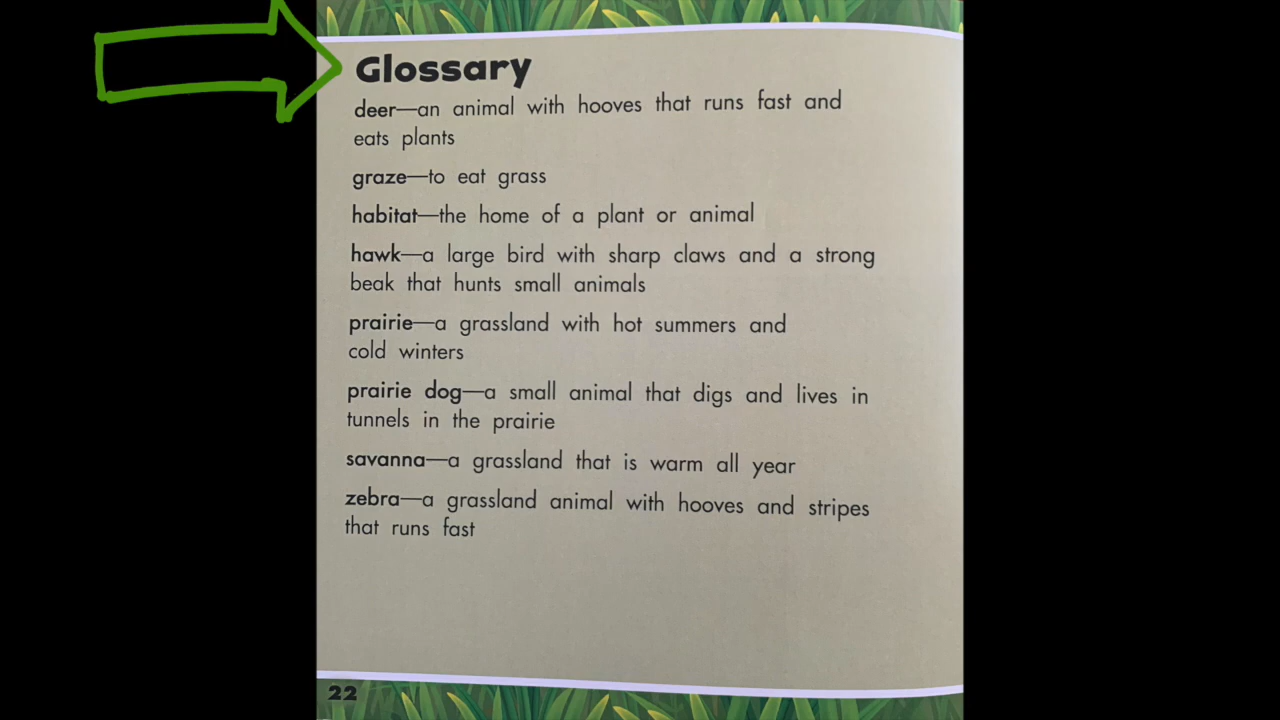 Glossary
deer—an animal with hooves that runs fast and
eats plants
graze—to eat grass
habitat—the home of a plant or animal
hawk—a large bird with sharp claws and a strong
beak that hunts small animals
prairie—a grassland with hot summers and
cold winters
prairie dog—a small animal that digs and lives in
tunnels in the prairie
savanna—a grassland that is warm all year
zebra—a grassland animal with hooves and stripes
that runs fast
22